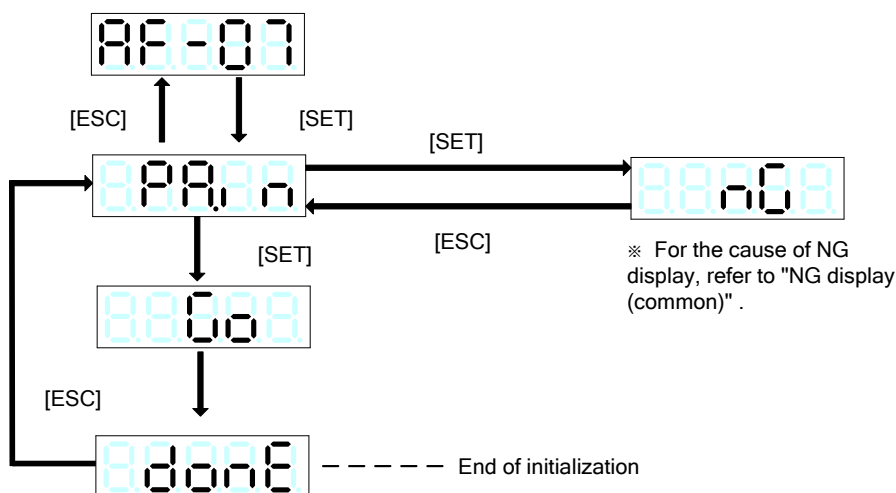 AF-07
[ESC]
[SET]
[SET]
PA.i n
nG
[ESC]
[SET]
※ For the cause of NG
display, refer to "NG display
(common)" .
Go
[ESC]
donE
End of initialization